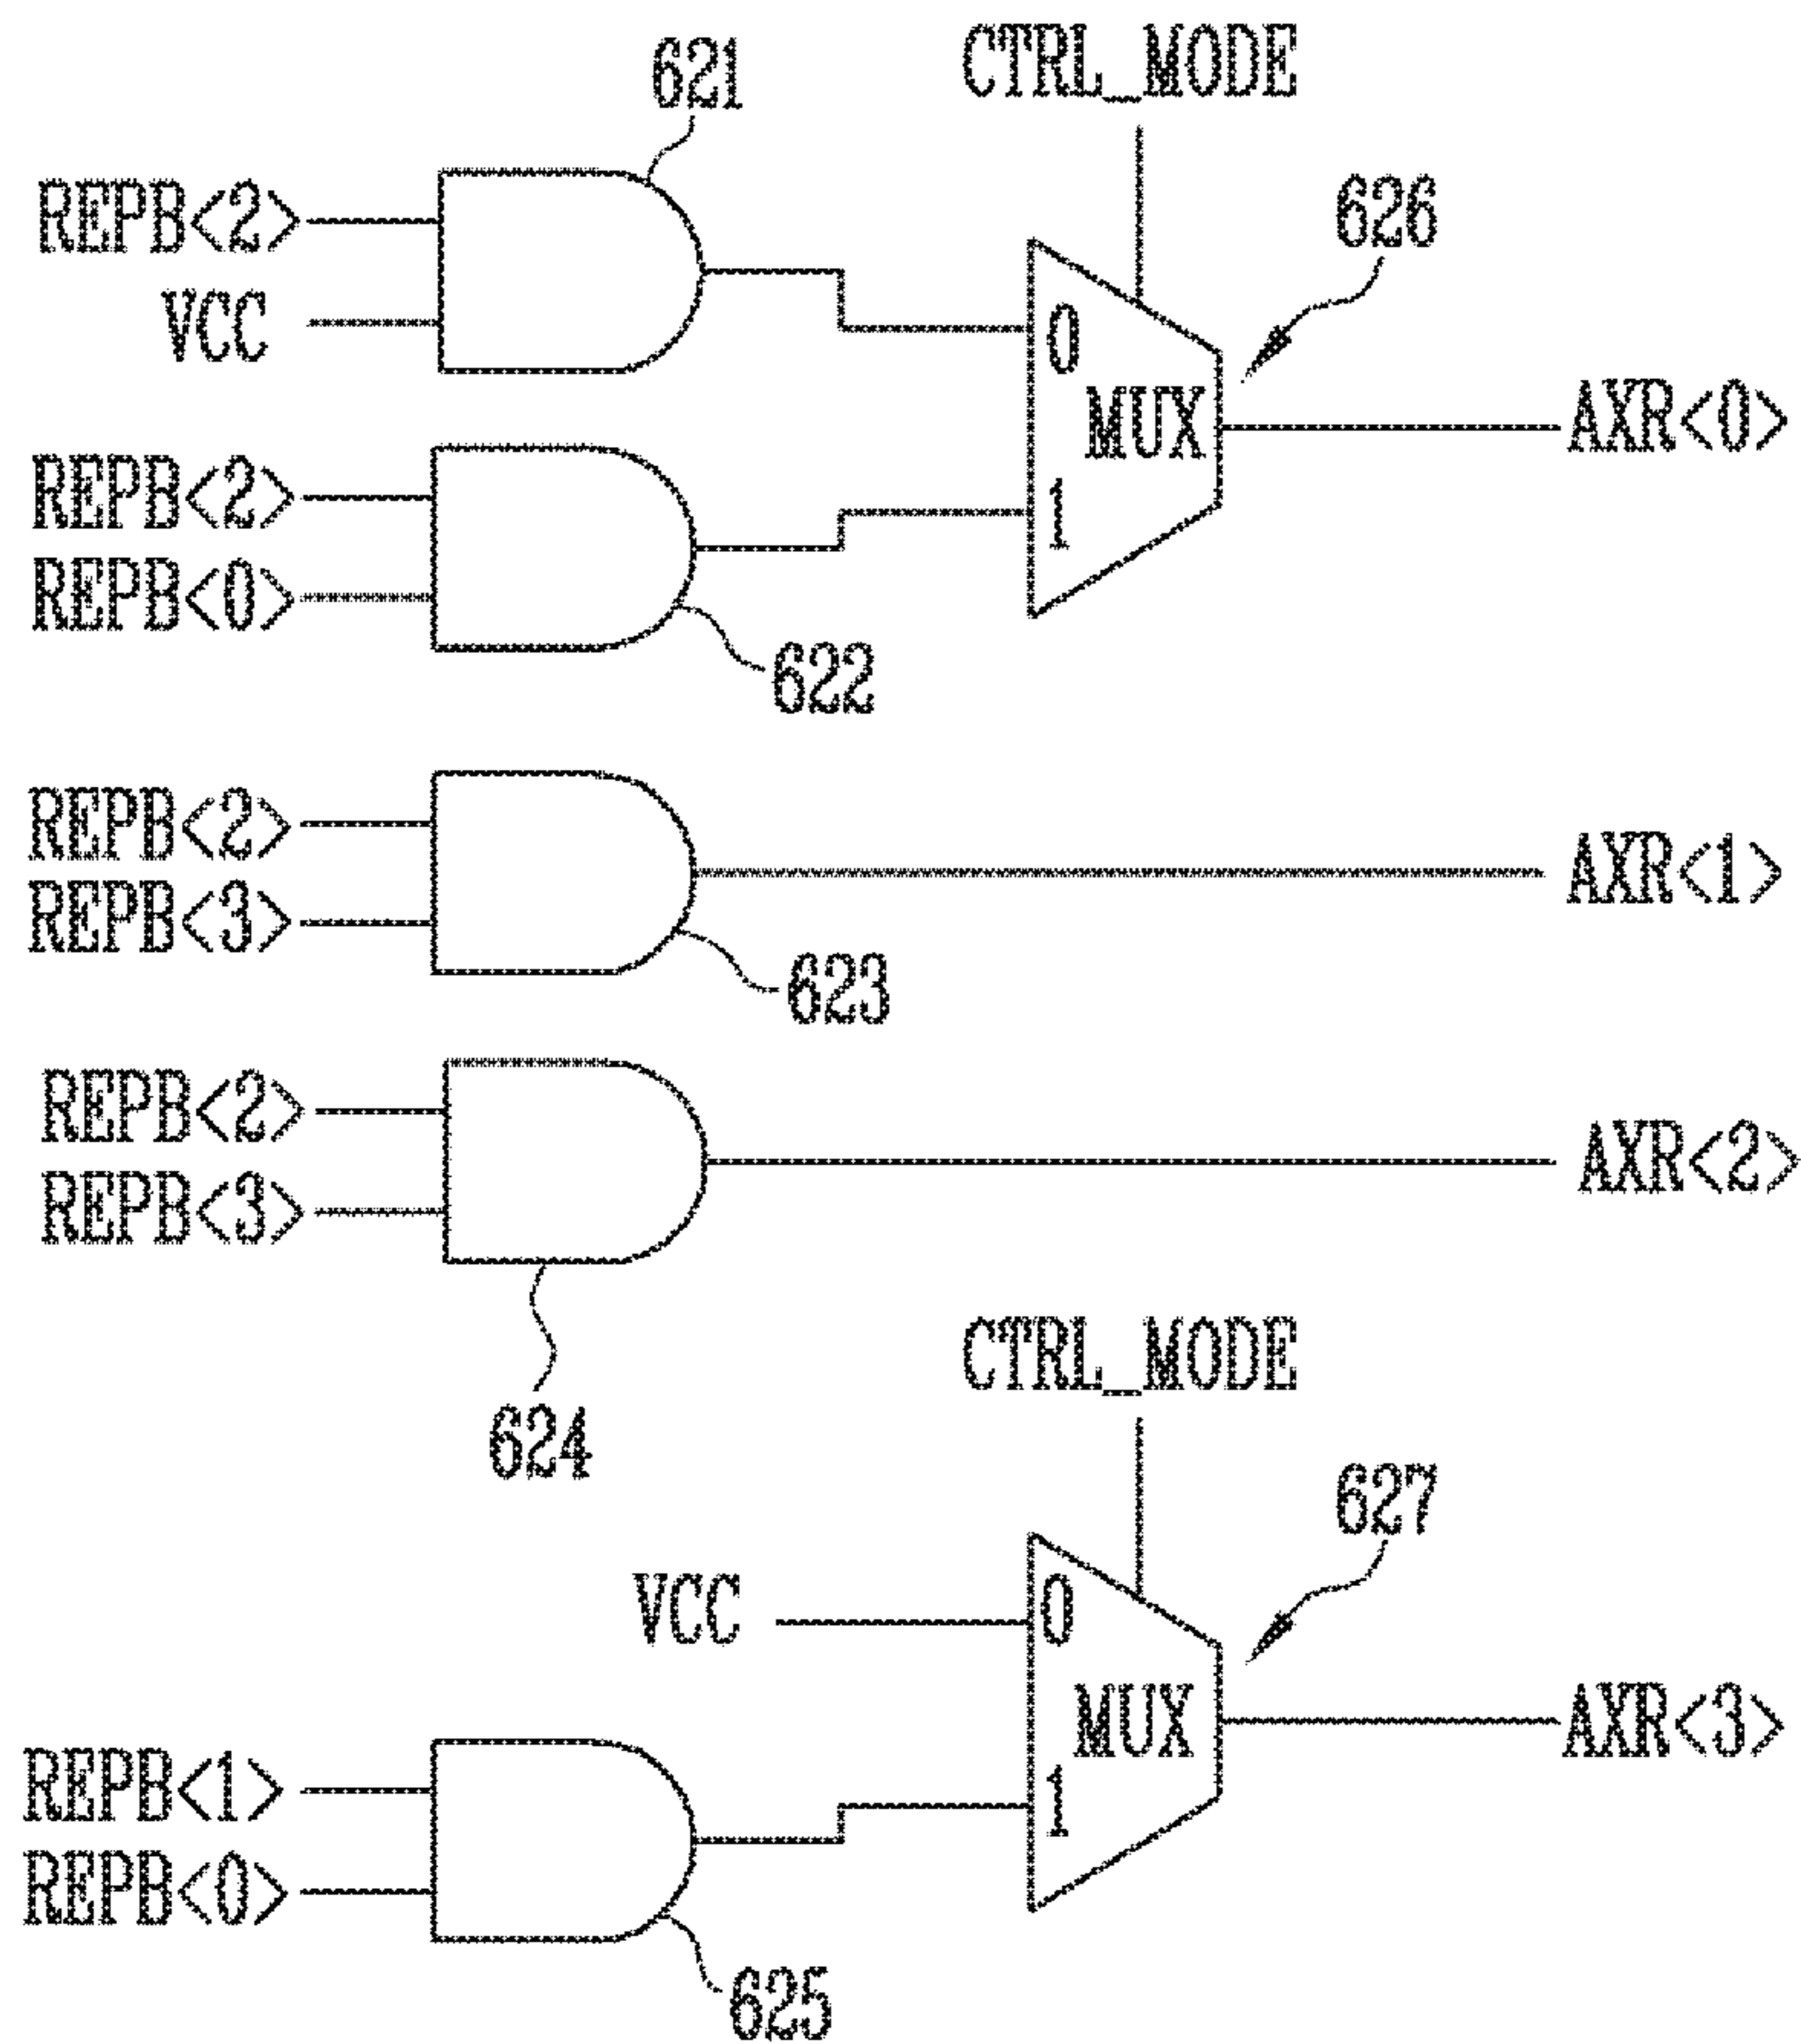 621
CTRL_MODE
REPB<2>
VCC
626
0
MUX
AXR<0>
REPB<2>
1
REPB<0>
622
REPB<2>
REPB<3>
AXR<1>
623
REPB<2>
REPB<3>
AXR<2>
624
CTRL_MODE
627
VCC
0
MUX
AXR<3>
REPB<1>
1
REPB<0>
625